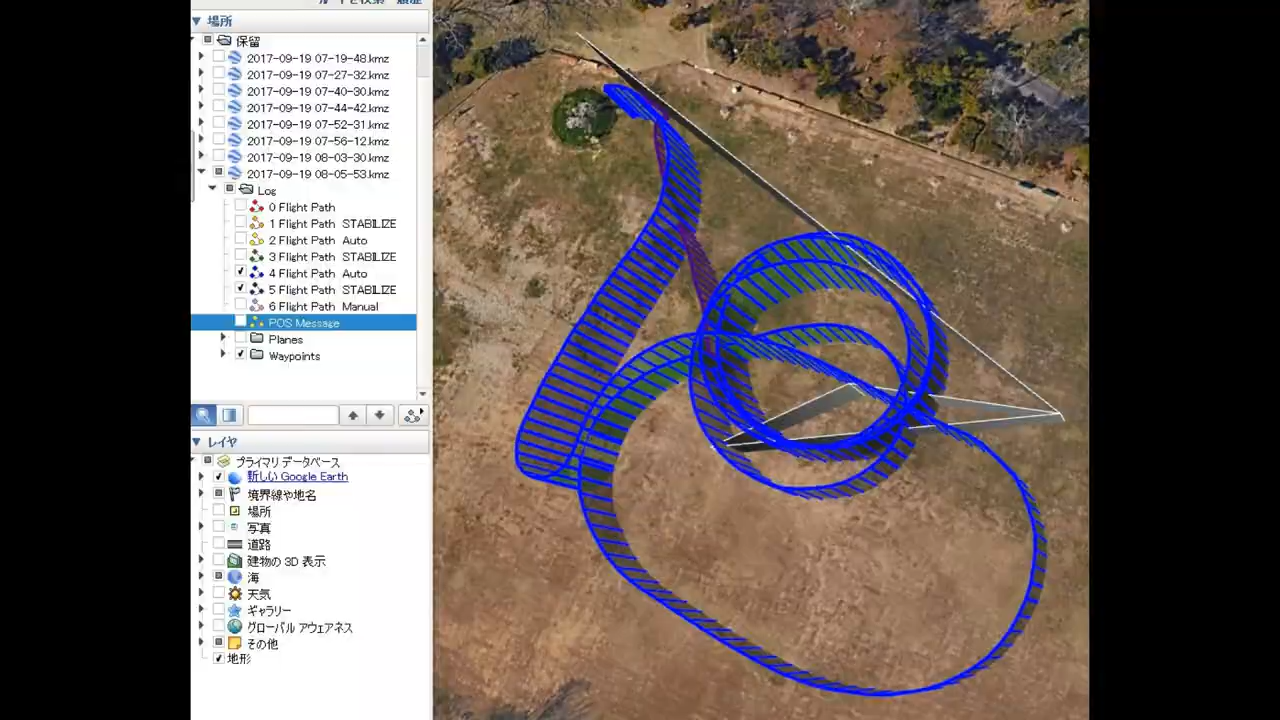 場所
保留
2017-09-19 07-19-48.kmz
2017-09-19 07-27-32.kmz
2017-09-19 07-40-30.kmz
2017-09-19 07-44-42.kmz
2017-09-19 07-52-31.kmz
2017-09-19 07-56-12.kmz
2017-09-19 08-03-30.kmz
2017-09-19 08-05-53.kmz
Log
0 Flight Path
1 Flight Path STABILIZE
2 Flight Path Auto
3 Flight Path STABILIZE
4 Flight Path Auto
5 Flight Path STABILIZE
6 Flight Path Manual
POS Message
Planes
Waypoints
レイヤ
プライマリ データベース
新しい Google Earth
境界線や地名
場所
写真
道路
建物の 3D 表示
海
天気
ギャラリー
グローバル アウェアネス
その他
地形